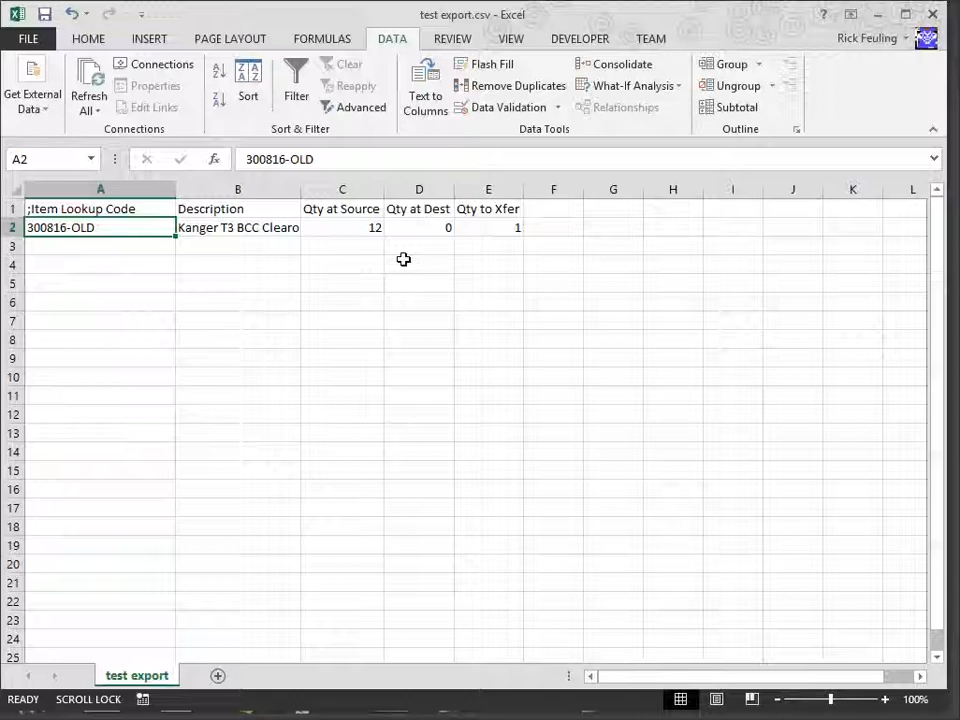 test export.csv - Excel
FILE HOME INSERT PAGE LAYOUT FORMULAS DATA REVIEW VIEW DEVELOPER TEAM Rick Feuling
Get External Data
Refresh All
Connections
Properties
Edit Links
Connections
Sort
Filter
Clear
Reapply
Advanced
Sort & Filter
Text to Columns
Flash Fill
Remove Duplicates
Data Validation
Consolidate
What-If Analysis
Relationships
Data Tools
Group
Ungroup
Subtotal
Outline
A2 fx 300816-OLD
A B C D E F G H I J K L
1 ;Item Lookup Code Description Qty at Source Qty at Dest Qty to Xfer
2 300816-OLD Kanger T3 BCC Clearo 12 0 1
3
4
5
6
7
8
9
10
11
12
13
14
15
16
17
18
19
20
21
22
23
24
25
test export
READY SCROLL LOCK 100%